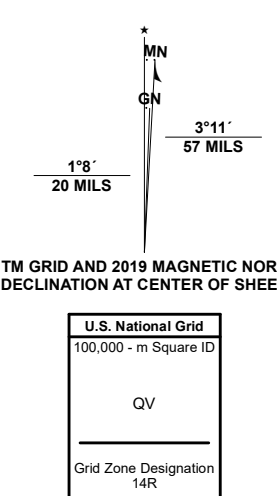 ★
MN
GN
3°11´
57 MILS
1°8´
20 MILS
TM GRID AND 2019 MAGNETIC NOR
DECLINATION AT CENTER OF SHEE
U.S. National Grid
100,000 - m Square ID
QV
Grid Zone Designation
14R